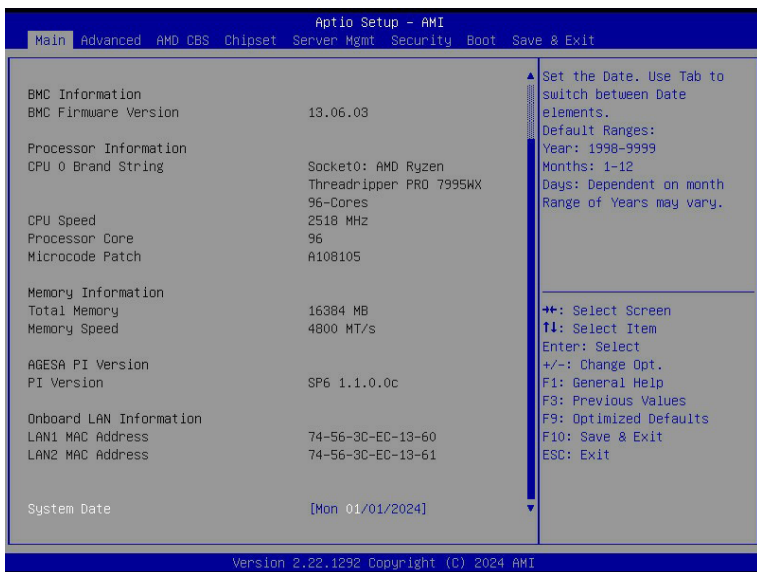 Aptio Setup - AMI
Main Advanced AMD CBS Chipset Server Mgmt Security Boot Save & Exit
BMC Information
BMC Firmware Version 13.06.03
Processor Information
CPU 0 Brand String Socket0: AMD Ryzen
Threadripper PRO 7995WX
96-Cores
CPU Speed 2518 MHz
Processor Core 96
Microcode Patch A108105
Memory Information
Total Memory 16384 MB
Memory Speed 4800 MT/s
AGESA PI Version
PI Version SP6 1.1.0.0c
Onboard LAN Information
LAN1 MAC Address 74-56-3C-EC-13-60
LAN2 MAC Address 74-56-3C-EC-13-61
System Date [Mon 01/01/2024]
Set the Date. Use Tab to
switch between Date
elements.
Default Ranges:
Year: 1998-9999
Months: 1-12
Days: Dependent on month
Range of Years may vary.
→←: Select Screen
↑↓: Select Item
Enter: Select
+/-: Change Opt.
F1: General Help
F3: Previous Values
F9: Optimized Defaults
F10: Save & Exit
ESC: Exit
Version 2.22.1292 Copyright (C) 2024 AMI